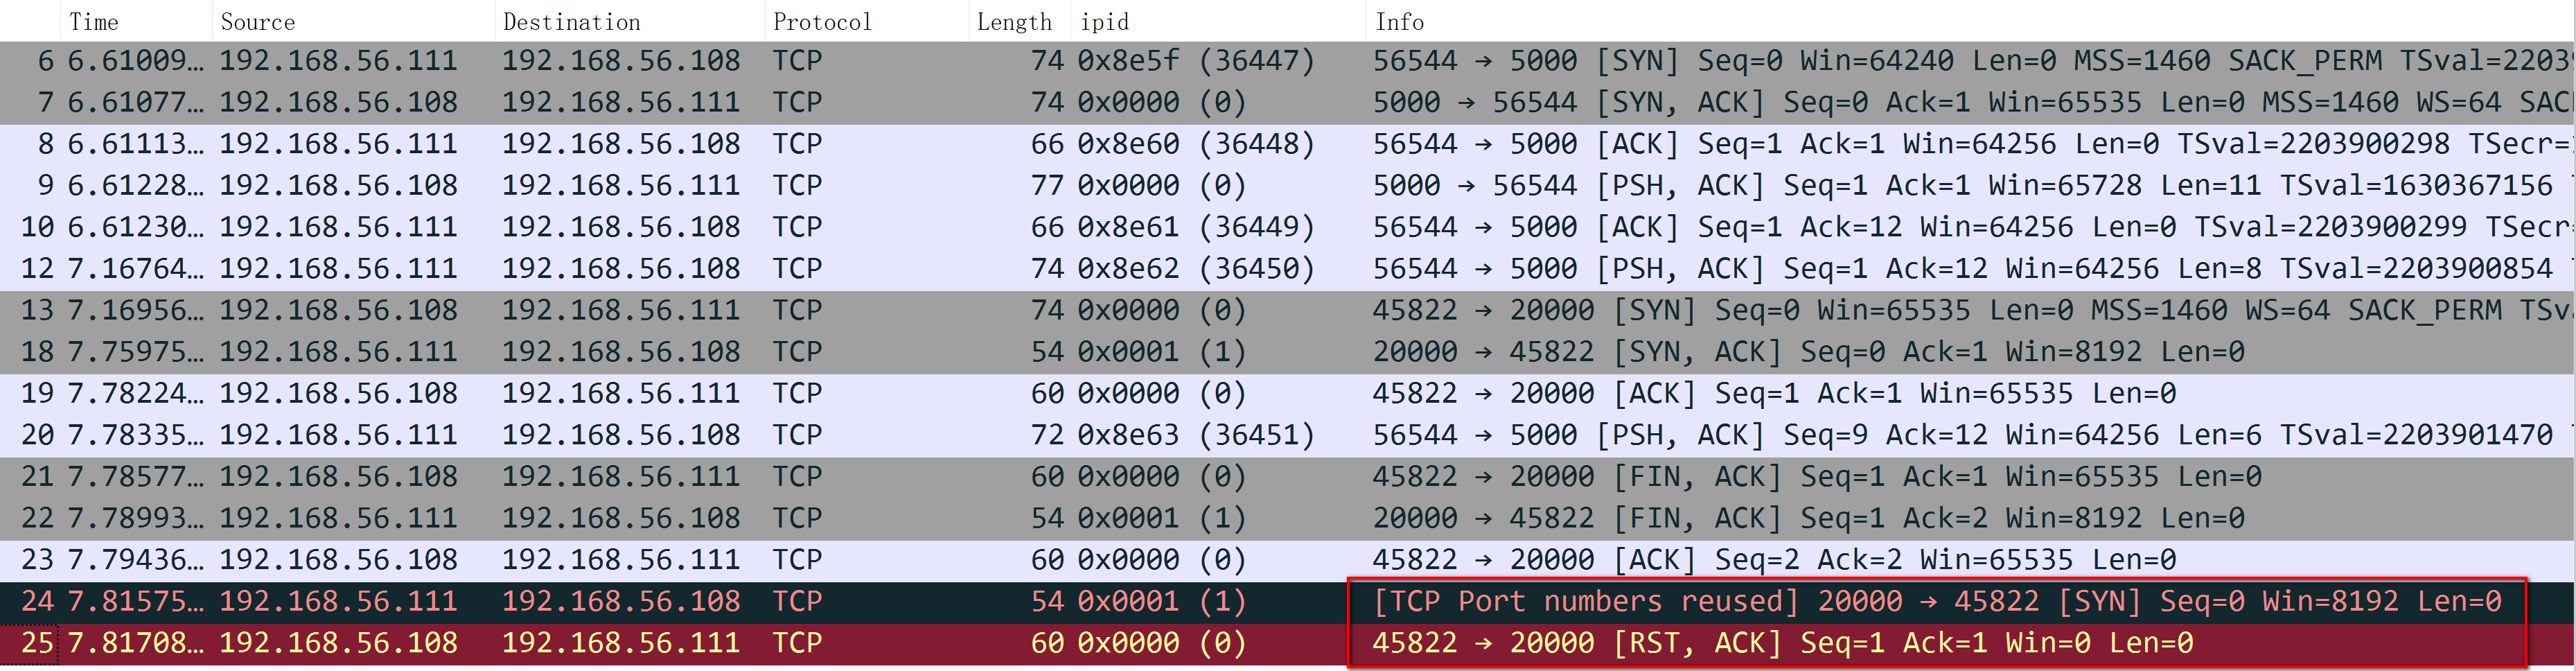 Time Source Destination Protocol Length ipid Info
6 6.61009… 192.168.56.111 192.168.56.108 TCP 74 0x8e5f (36447) 56544 → 5000 [SYN] Seq=0 Win=64240 Len=0 MSS=1460 SACK_PERM TSval=2203
7 6.61077… 192.168.56.108 192.168.56.111 TCP 74 0x0000 (0) 5000 → 56544 [SYN, ACK] Seq=0 Ack=1 Win=65535 Len=0 MSS=1460 WS=64 SAC
8 6.61113… 192.168.56.111 192.168.56.108 TCP 66 0x8e60 (36448) 56544 → 5000 [ACK] Seq=1 Ack=1 Win=64256 Len=0 TSval=2203900298 TSecr=
9 6.61228… 192.168.56.108 192.168.56.111 TCP 77 0x0000 (0) 5000 → 56544 [PSH, ACK] Seq=1 Ack=1 Win=65728 Len=11 TSval=1630367156
10 6.61230… 192.168.56.111 192.168.56.108 TCP 66 0x8e61 (36449) 56544 → 5000 [ACK] Seq=1 Ack=12 Win=64256 Len=0 TSval=2203900299 TSecr
12 7.16764… 192.168.56.111 192.168.56.108 TCP 74 0x8e62 (36450) 56544 → 5000 [PSH, ACK] Seq=1 Ack=12 Win=64256 Len=8 TSval=2203900854
13 7.16956… 192.168.56.108 192.168.56.111 TCP 74 0x0000 (0) 45822 → 20000 [SYN] Seq=0 Win=65535 Len=0 MSS=1460 WS=64 SACK_PERM TSv
18 7.75975… 192.168.56.111 192.168.56.108 TCP 54 0x0001 (1) 20000 → 45822 [SYN, ACK] Seq=0 Ack=1 Win=8192 Len=0
19 7.78224… 192.168.56.108 192.168.56.111 TCP 60 0x0000 (0) 45822 → 20000 [ACK] Seq=1 Ack=1 Win=65535 Len=0
20 7.78335… 192.168.56.111 192.168.56.108 TCP 72 0x8e63 (36451) 56544 → 5000 [PSH, ACK] Seq=9 Ack=12 Win=64256 Len=6 TSval=2203901470
21 7.78577… 192.168.56.108 192.168.56.111 TCP 60 0x0000 (0) 45822 → 20000 [FIN, ACK] Seq=1 Ack=1 Win=65535 Len=0
22 7.78993… 192.168.56.111 192.168.56.108 TCP 54 0x0001 (1) 20000 → 45822 [FIN, ACK] Seq=1 Ack=2 Win=8192 Len=0
23 7.79436… 192.168.56.108 192.168.56.111 TCP 60 0x0000 (0) 45822 → 20000 [ACK] Seq=2 Ack=2 Win=65535 Len=0
24 7.81575… 192.168.56.111 192.168.56.108 TCP 54 0x0001 (1) [TCP Port numbers reused] 20000 → 45822 [SYN] Seq=0 Win=8192 Len=0
25 7.81708… 192.168.56.108 192.168.56.111 TCP 60 0x0000 (0) 45822 → 20000 [RST, ACK] Seq=1 Ack=1 Win=0 Len=0